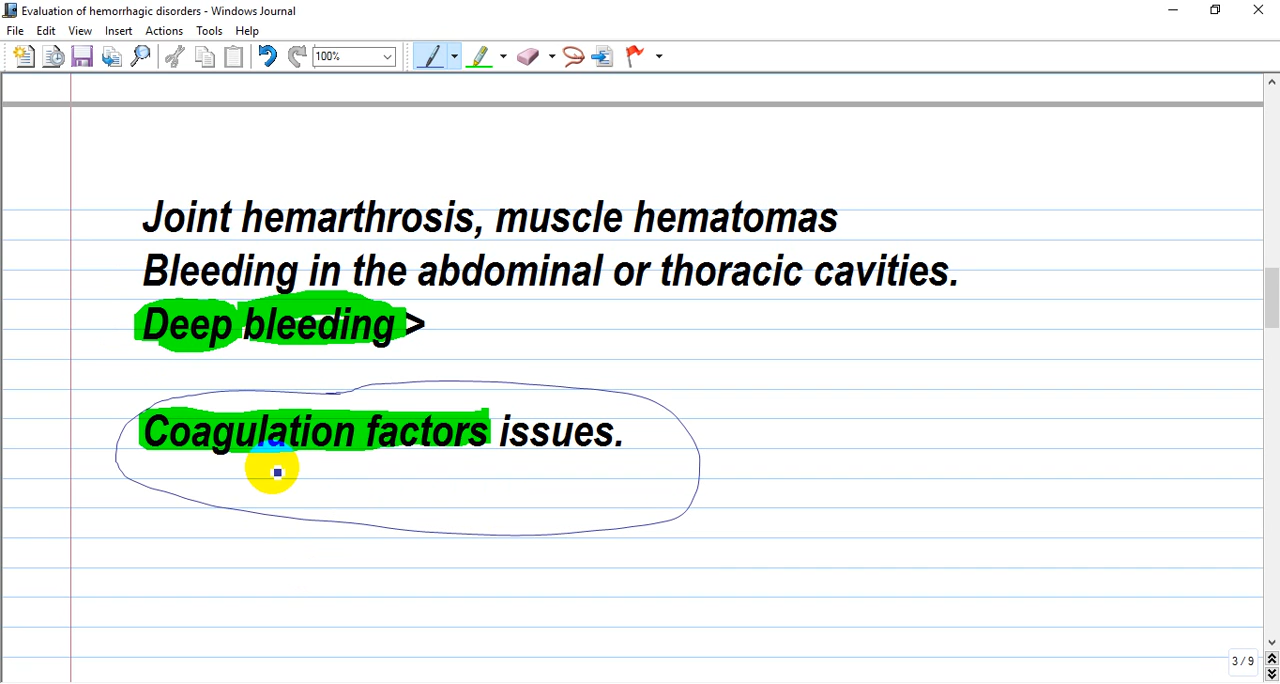 Evaluation of hemorrhagic disorders - Windows Journal
File Edit View Insert Actions Tools Help
100%
Joint hemarthrosis, muscle hematomas
Bleeding in the abdominal or thoracic cavities.
Deep bleeding >
Coagulation factors issues.
3 / 9